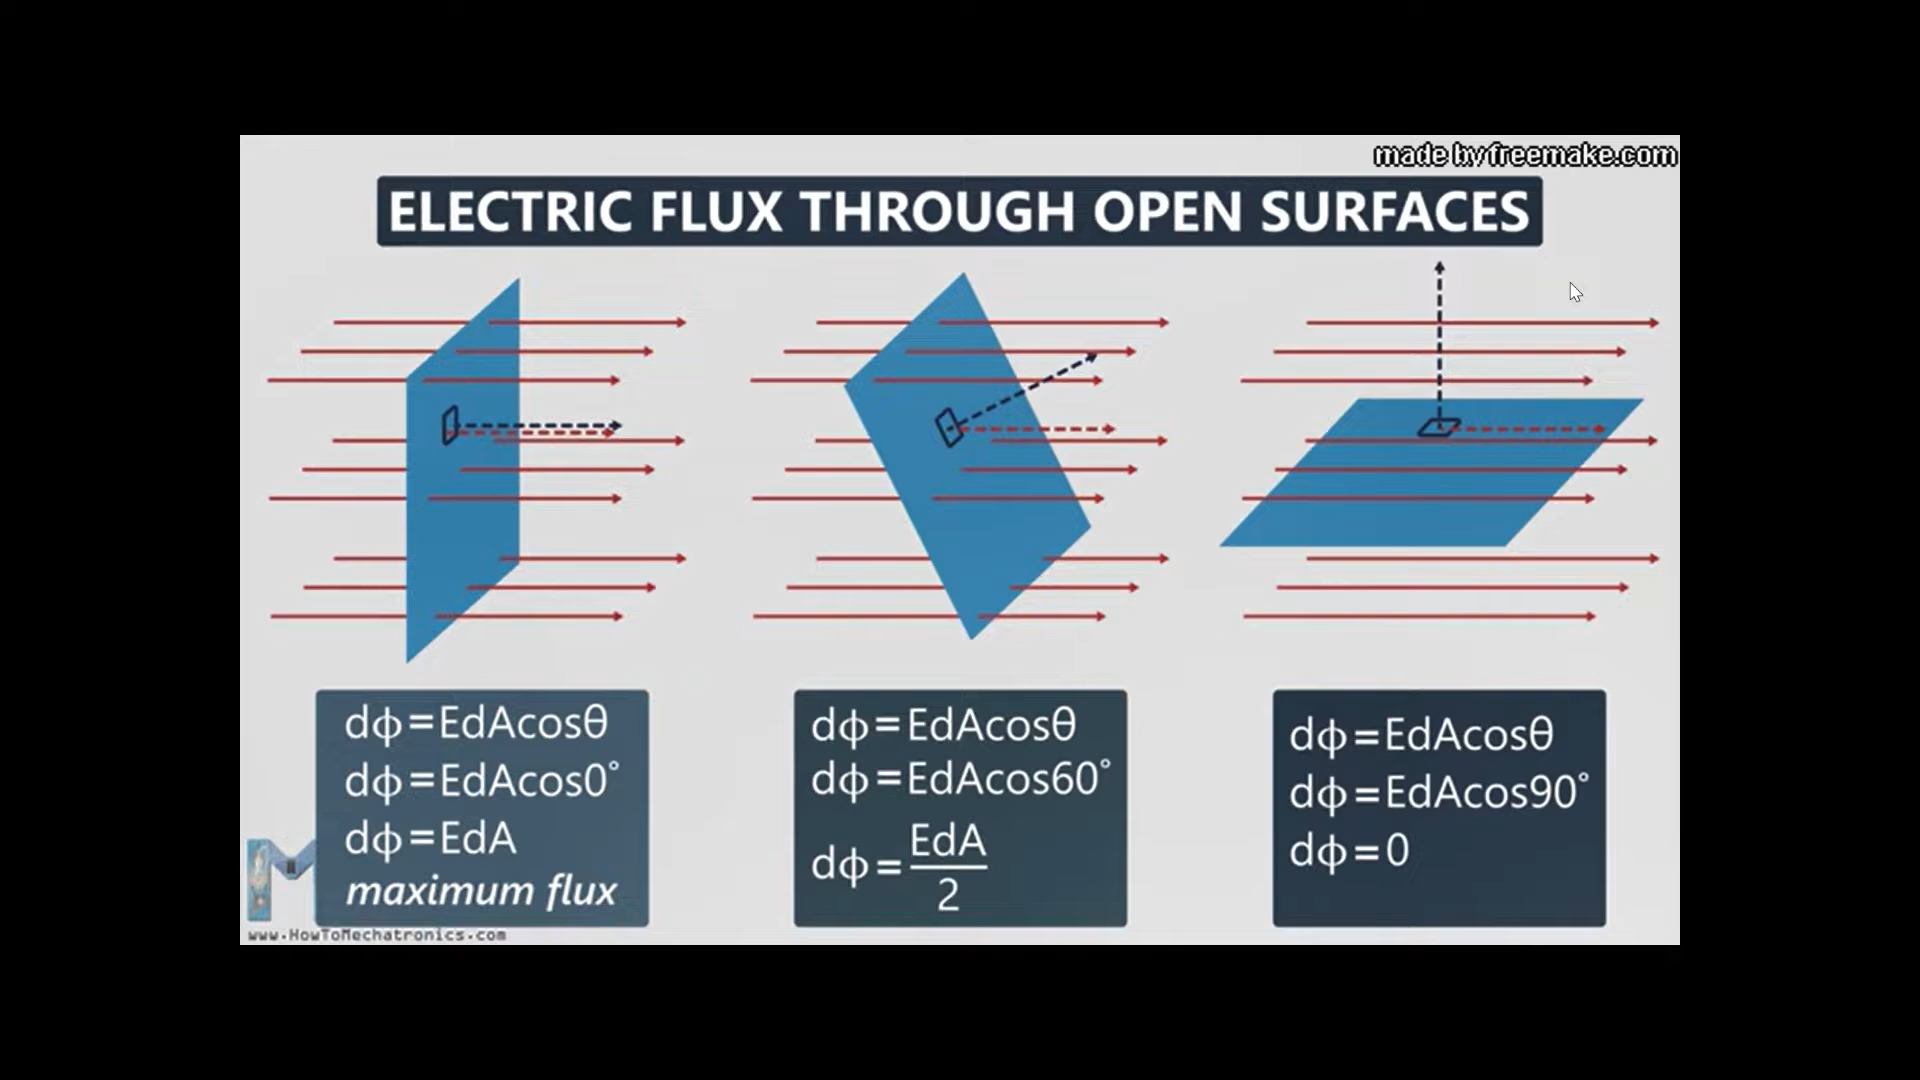 made by freemake.com
ELECTRIC FLUX THROUGH OPEN SURFACES
dϕ=EdAcosθ
dϕ=EdAcos0°
dϕ=EdA
maximum flux
dϕ=EdAcosθ
dϕ=EdAcos60°
dϕ=EdA/2
dϕ=EdAcosθ
dϕ=EdAcos90°
dϕ=0
M
www.HowToMechatronics.com